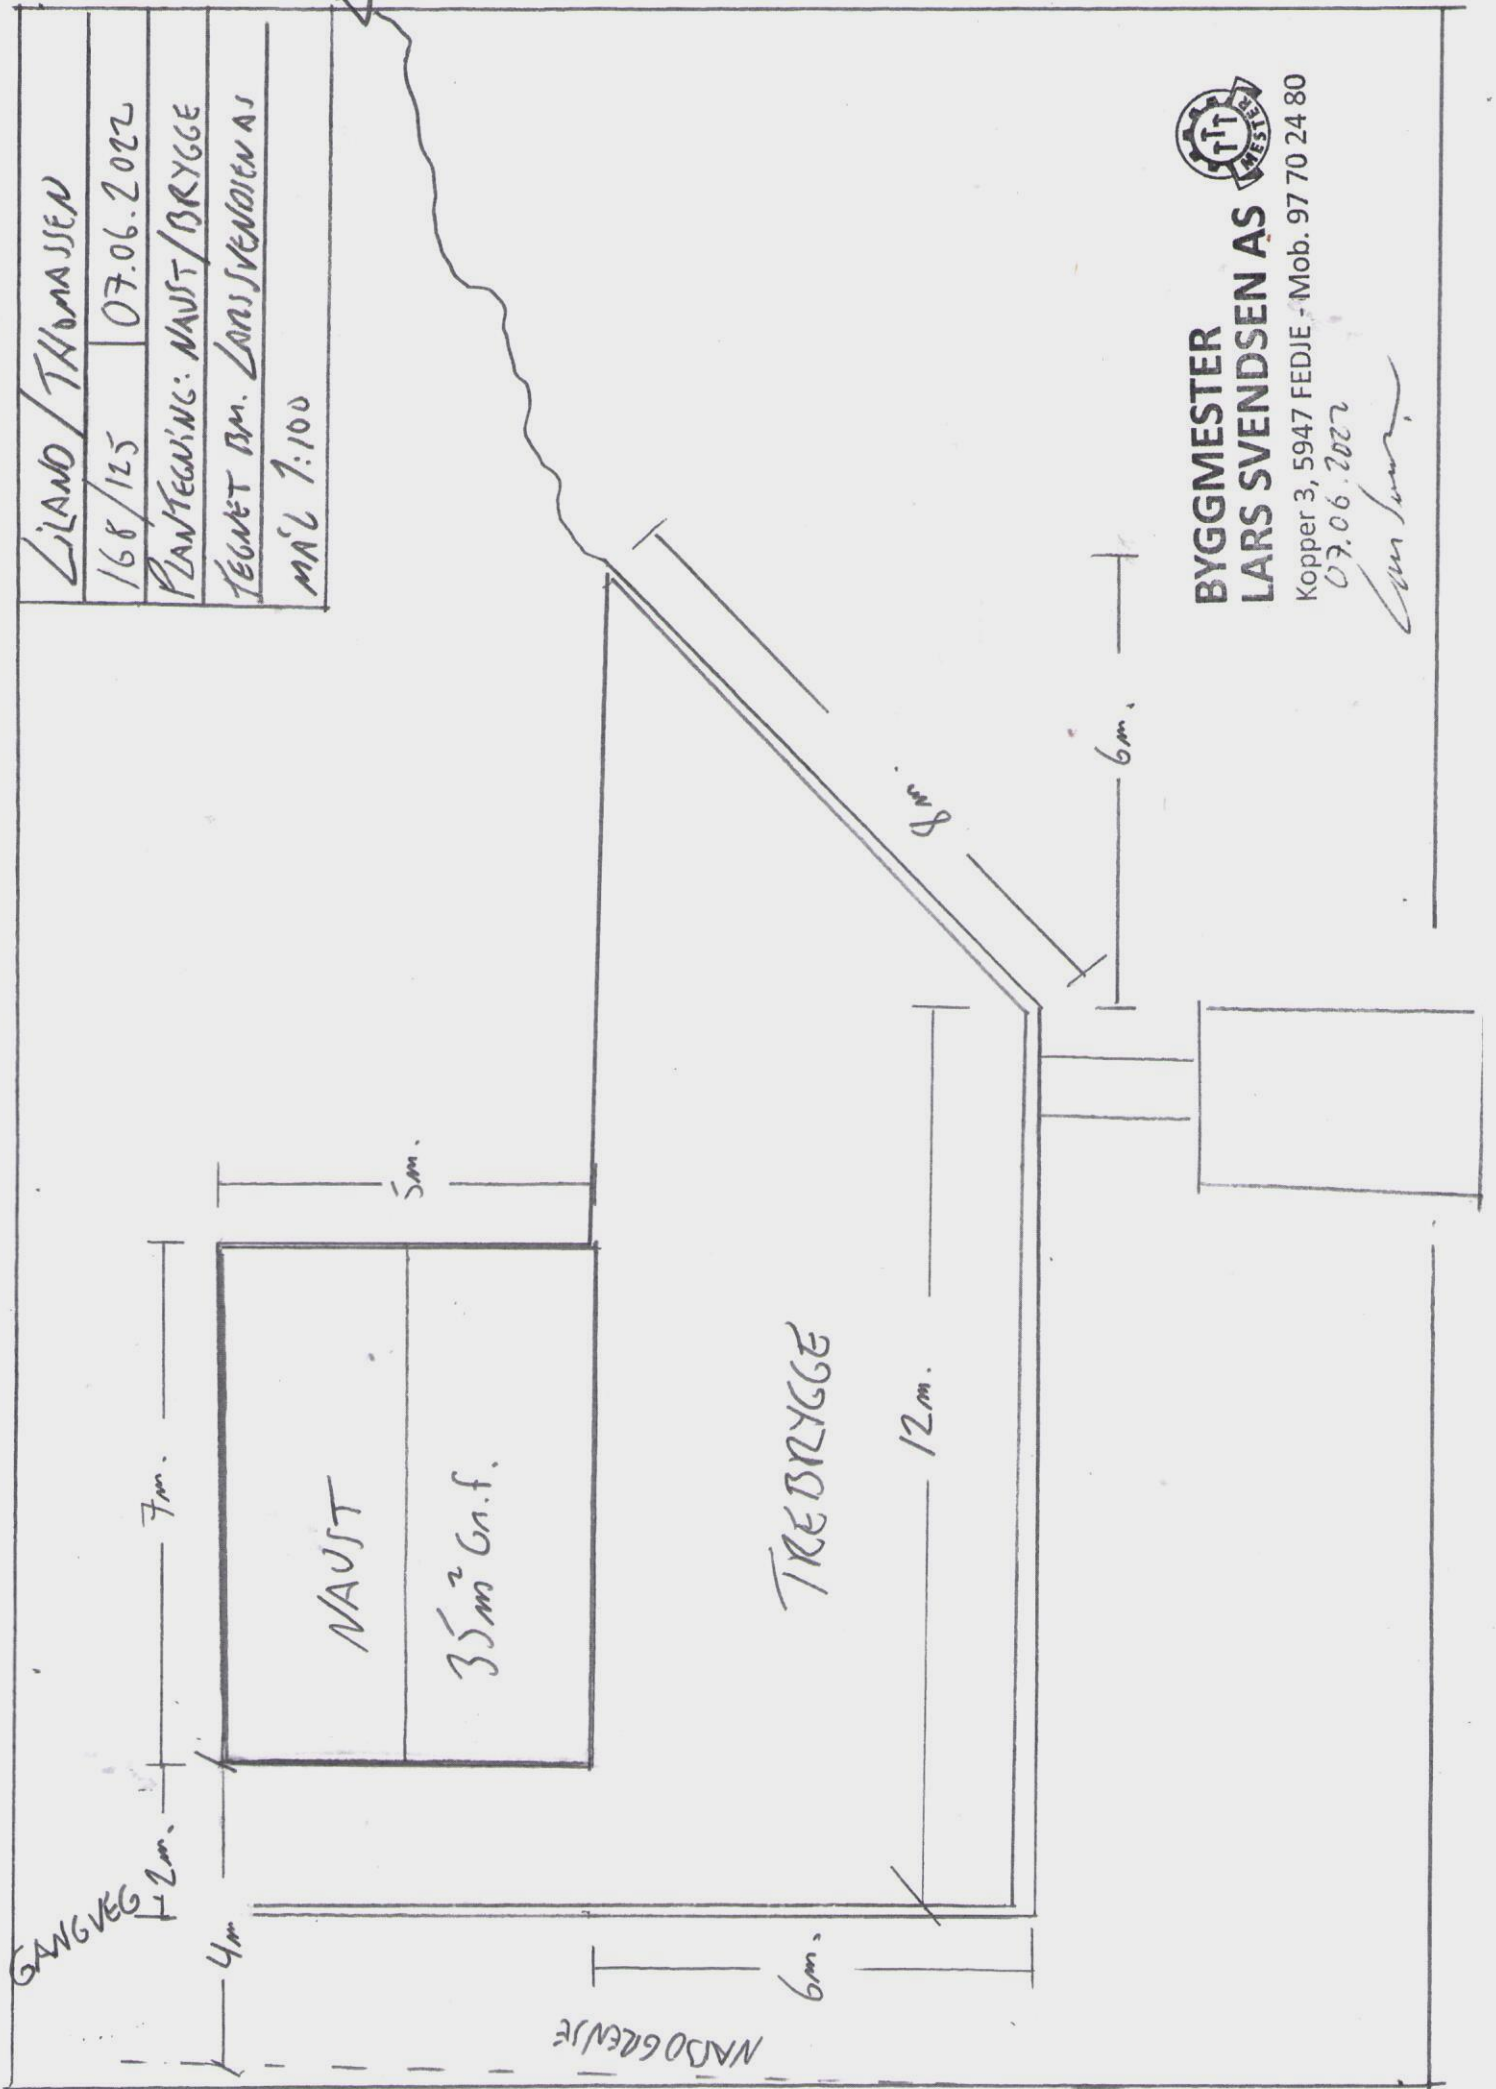 LILAND / THOMASSEN
168/125 07.06.2022
PLANTEGNING: NAUST/BRYGGE
TEGNET BM. LARS SVENDSEN AS
MÅL 1:100
GANGVEG
2m.
7m.
4m
5m.
NAUST
35m² Gr.f.
TREBRYGGE
12m.
8m.
6m.
6m.
NABOGRENSE
BYGGMESTER
LARS SVENDSEN AS
TTT
MESTER
Kopper 3, 5947 FEDJE - Mob. 97 70 24 80
07.06.2022